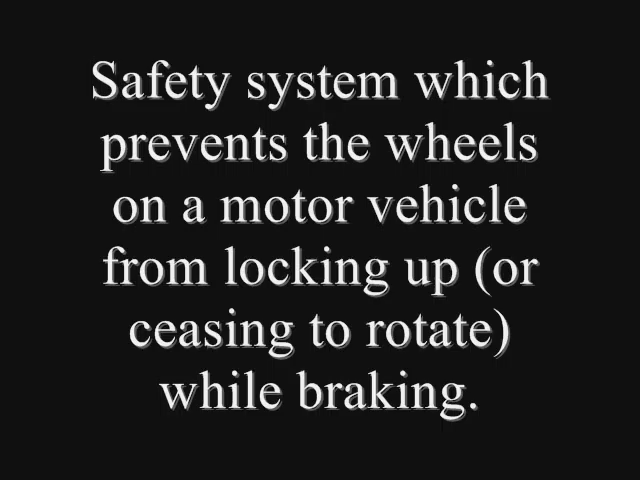 Safety system which
prevents the wheels
on a motor vehicle
from locking up (or
ceasing to rotate)
while braking.